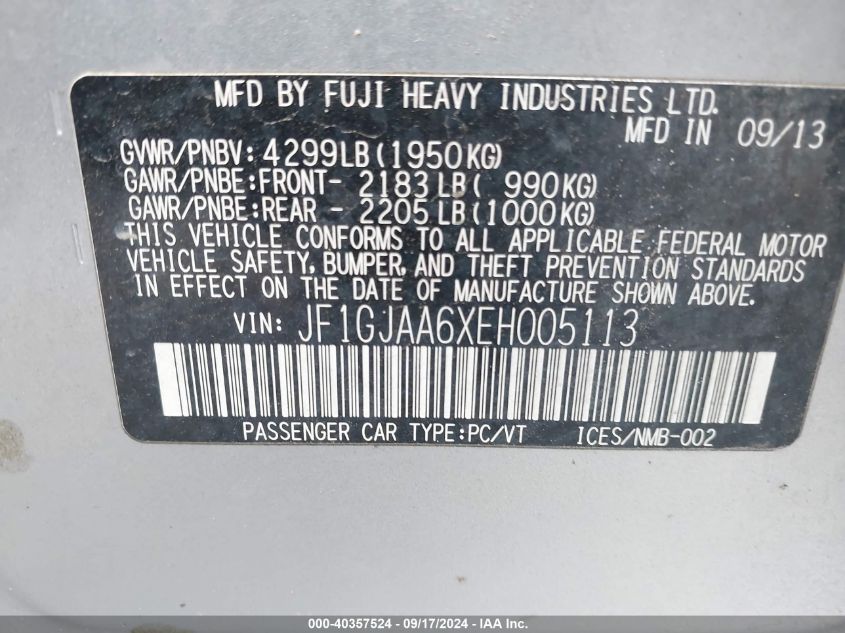 MFD BY FUJI HEAVY INDUSTRIES LTD.
MFD IN 09/13
GVWR/PNBV: 4299LB (1950KG)
GAWR/PNBE:FRONT- 2183LB( 990KG)
GAWR/PNBE:REAR - 2205LB(1000KG)
THIS VEHICLE CONFORMS TO ALL APPLICABLE FEDERAL MOTOR
VEHICLE SAFETY, BUMPER, AND THEFT PREVENTION STANDARDS
IN EFFECT ON THE DATE OF MANUFACTURE SHOWN ABOVE.
VIN: JF1GJAA6XEH005113
PASSENGER CAR TYPE:PC/VT ICES/NMB-002
000-40357524 - 09/17/2024 - IAA Inc.